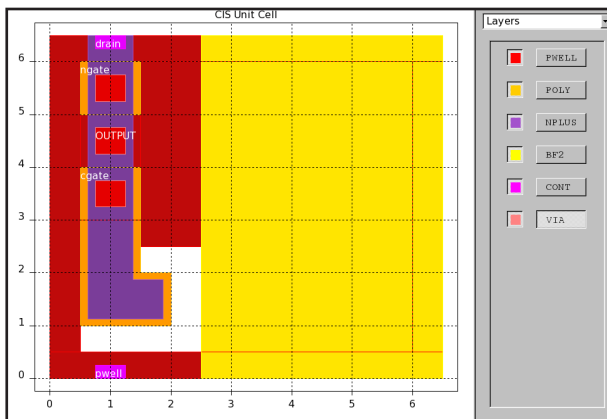 CIS Unit Cell
Layers
drain
ngate
OUTPUT
cgate
pwell
6
5
4
3
2
1
0
0 1 2 3 4 5 6
PWELL
POLY
NPLUS
BF2
CONT
VIA